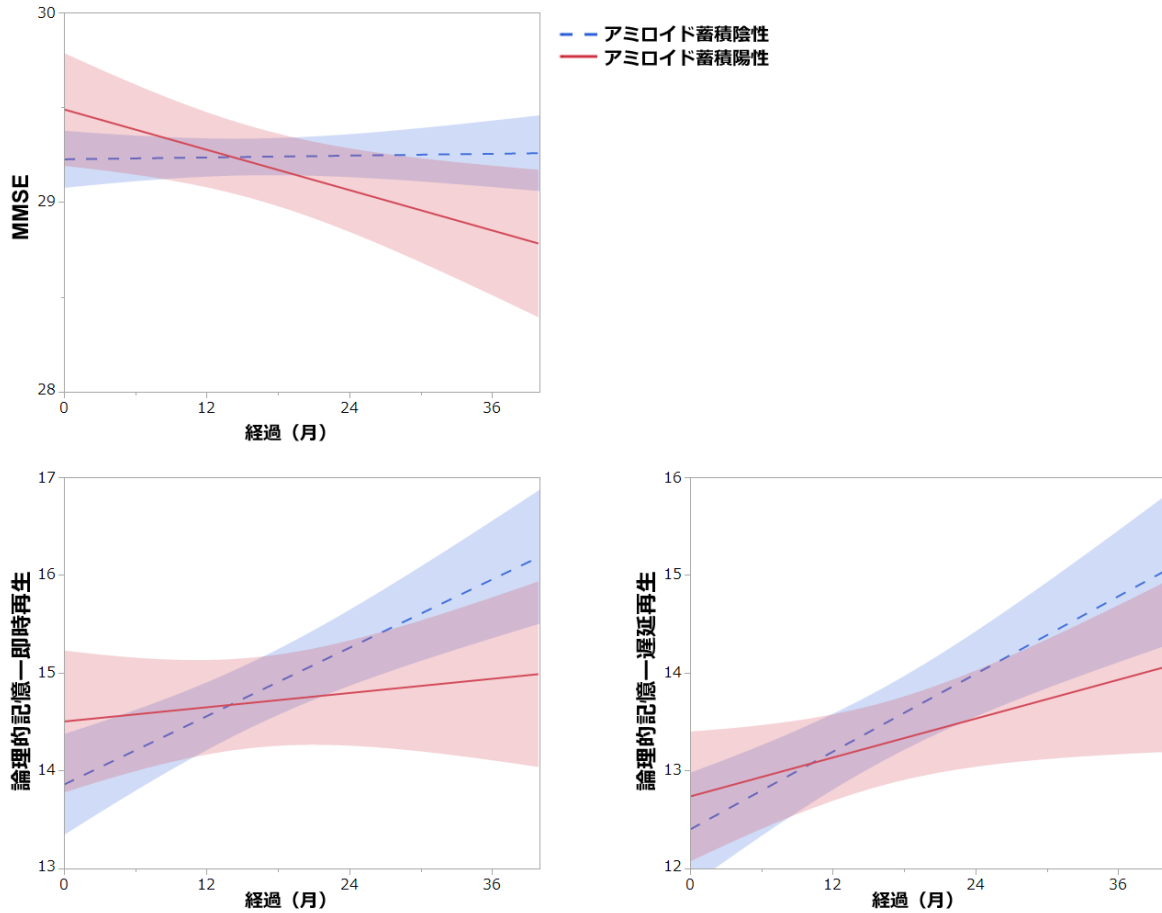 30
29
28
MMSE
0 12 24 36
経過（月）
アミロイド蓄積陰性
アミロイド蓄積陽性
17
16
15
14
13
論理的記憶ー即時再生
0 12 24 36
経過（月）
16
15
14
13
12
論理的記憶ー遅延再生
0 12 24 36
経過（月）